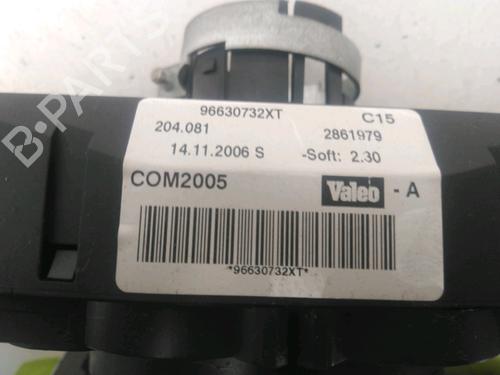 96630732XT C15
204.081 2861979
14.11.2006 S -Soft: 2.30
COM2005 Valeo - A
*96630732XT*
B-PARTS